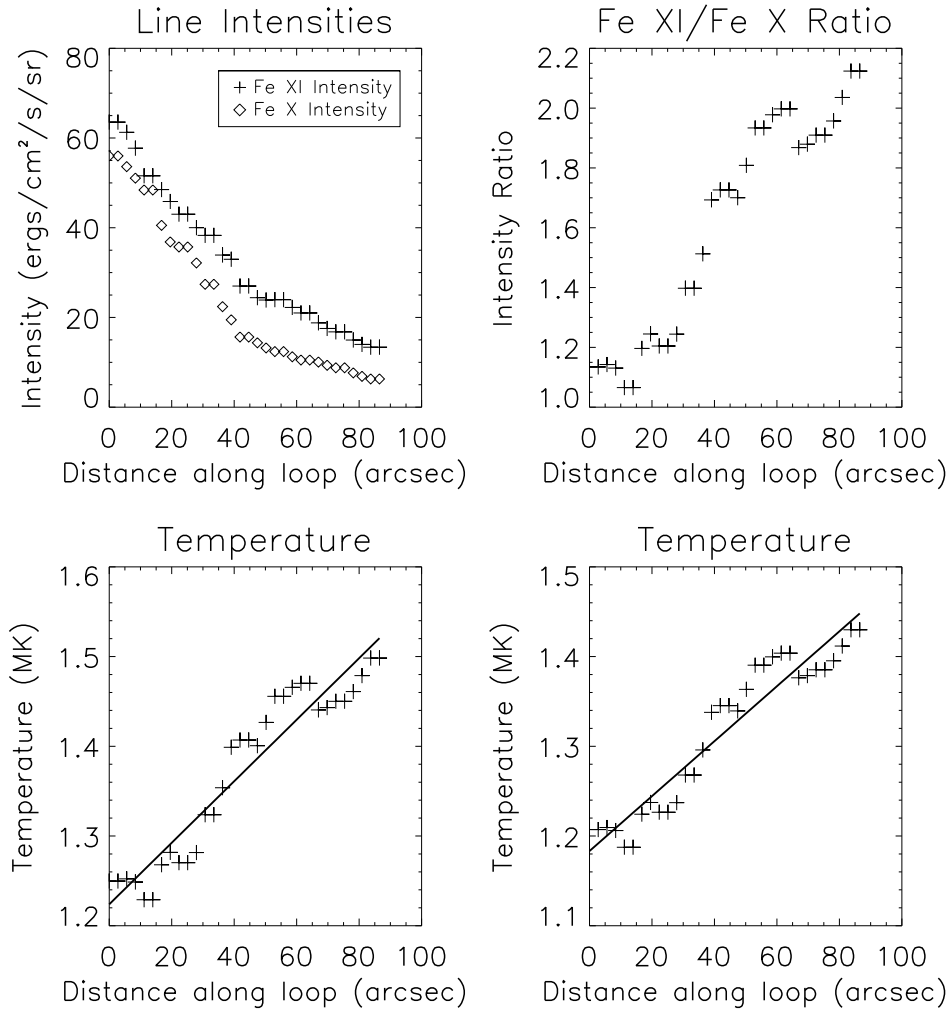 Line Intensities
Intensity (ergs/cm²/s/sr)
80
60
40
20
0
+ Fe XI Intensity
◇ Fe X Intensity
0 20 40 60 80 100
Distance along loop (arcsec)
Fe XI/Fe X Ratio
Intensity Ratio
2.2
2.0
1.8
1.6
1.4
1.2
1.0
0 20 40 60 80 100
Distance along loop (arcsec)
Temperature
Temperature (MK)
1.6
1.5
1.4
1.3
1.2
0 20 40 60 80 100
Distance along loop (arcsec)
Temperature
Temperature (MK)
1.5
1.4
1.3
1.2
1.1
0 20 40 60 80 100
Distance along loop (arcsec)